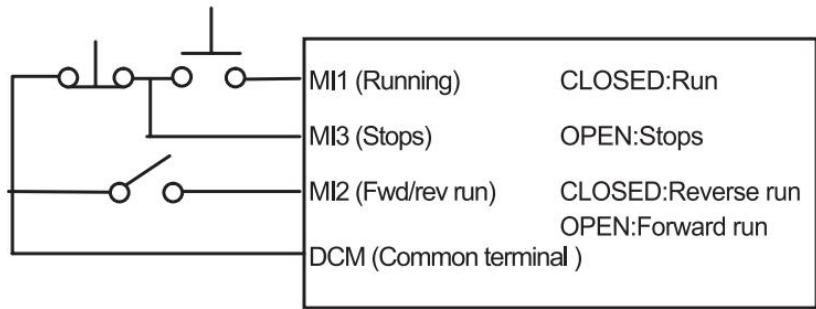 MI1 (Running) CLOSED:Run
MI3 (Stops) OPEN:Stops
MI2 (Fwd/rev run) CLOSED:Reverse run
OPEN:Forward run
DCM (Common terminal )